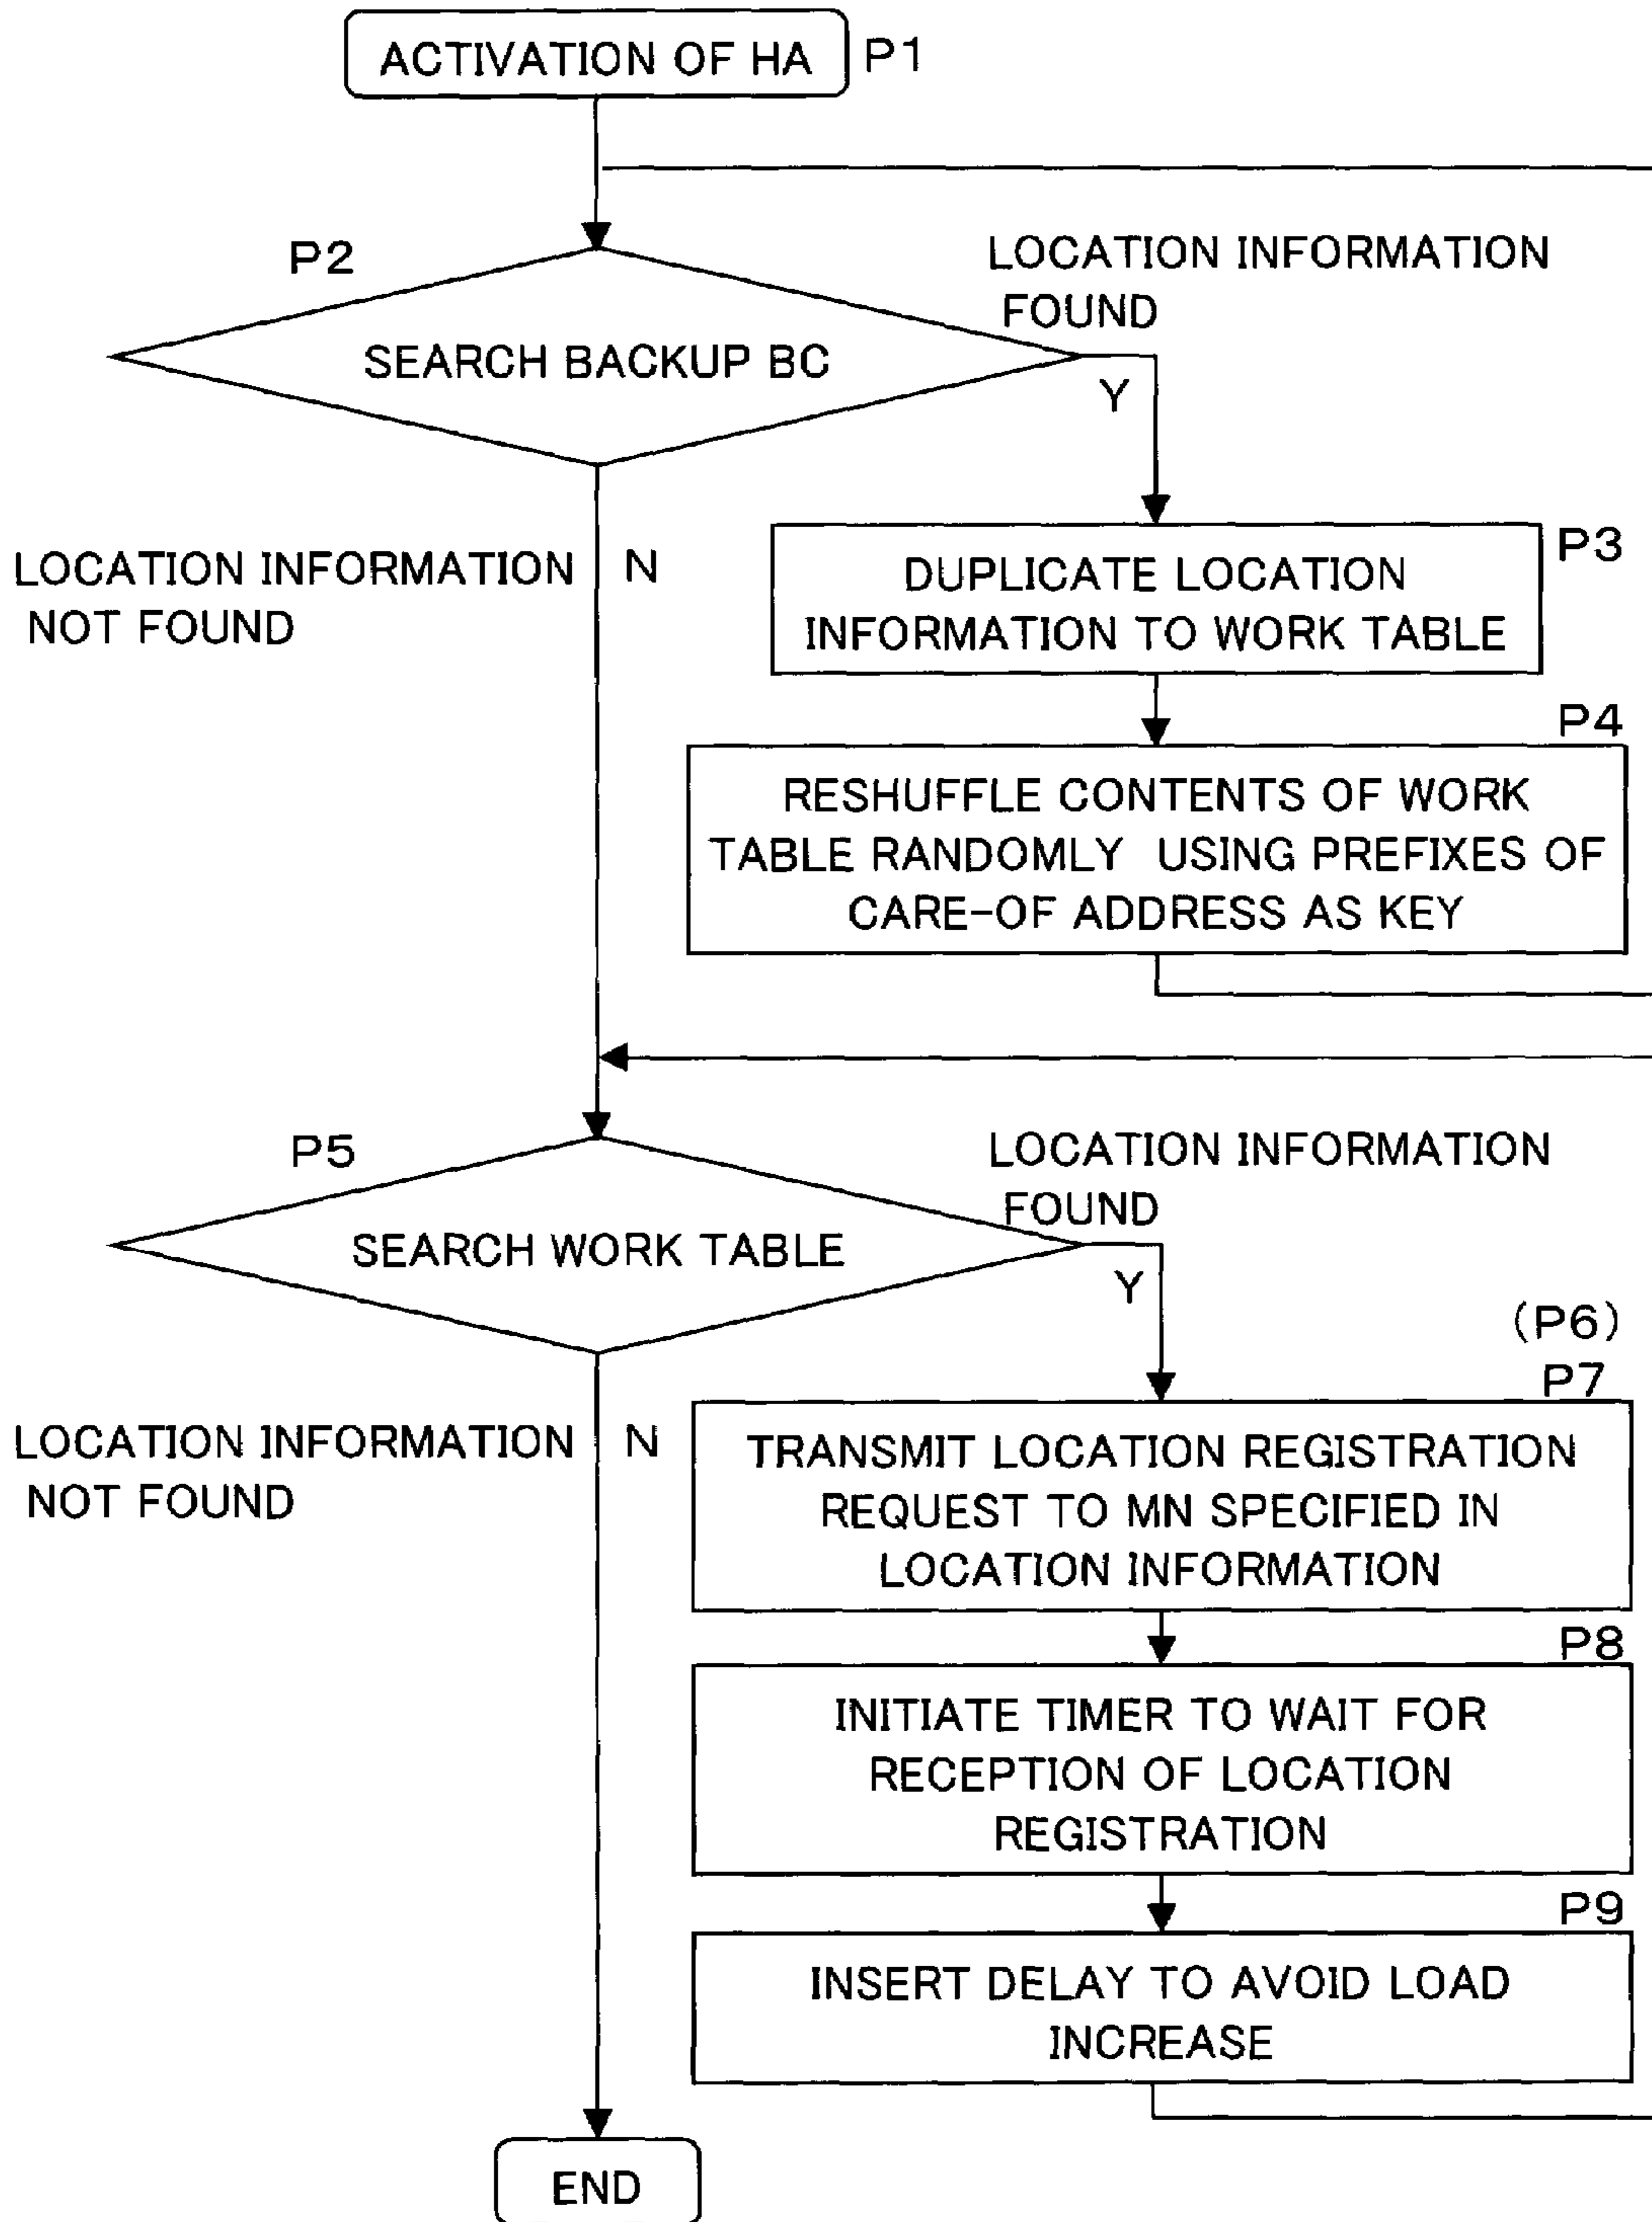 ACTIVATION OF HA
P1
P2
LOCATION INFORMATION
FOUND
SEARCH BACKUP BC
Y
LOCATION INFORMATION
NOT FOUND
N
P3
DUPLICATE LOCATION
INFORMATION TO WORK TABLE
P4
RESHUFFLE CONTENTS OF WORK
TABLE RANDOMLY USING PREFIXES OF
CARE-OF ADDRESS AS KEY
P5
LOCATION INFORMATION
FOUND
SEARCH WORK TABLE
Y
(P6)
P7
LOCATION INFORMATION
NOT FOUND
N
TRANSMIT LOCATION REGISTRATION
REQUEST TO MN SPECIFIED IN
LOCATION INFORMATION
P8
INITIATE TIMER TO WAIT FOR
RECEPTION OF LOCATION
REGISTRATION
P9
INSERT DELAY TO AVOID LOAD
INCREASE
END